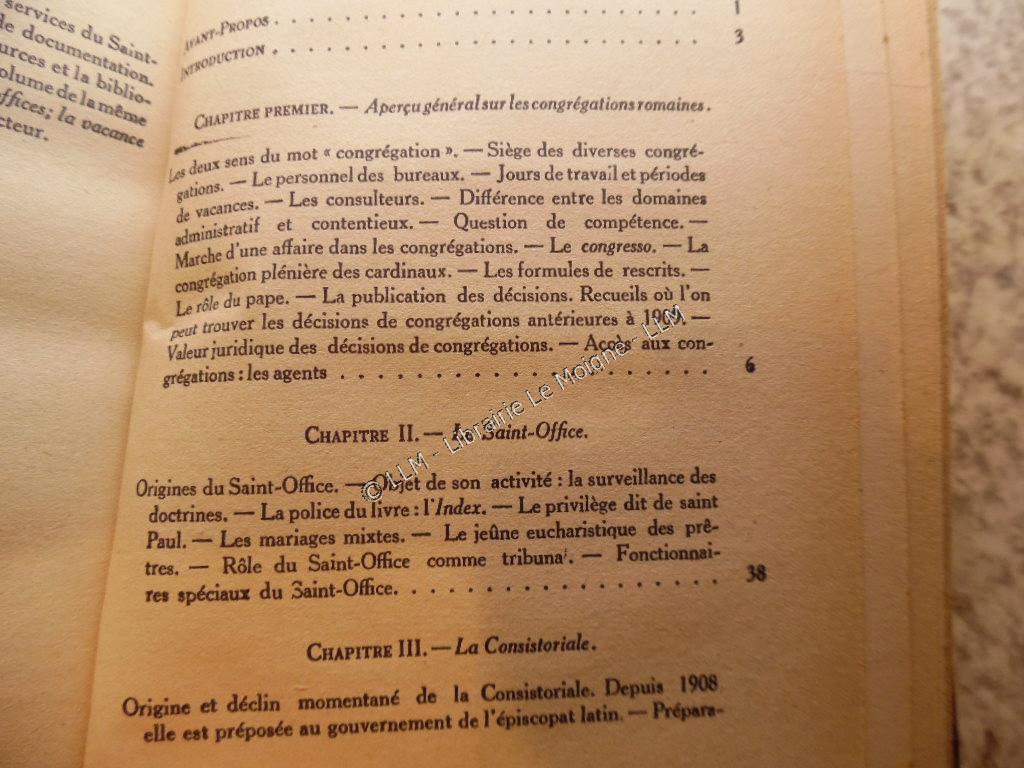 services du Saint-
de documentation.
urces et la biblio-
olume de la même
offices; la vacance
cteur.
Avant-Propos . . . . . . . . . . . . . . . . . . . . 1
Introduction . . . . . . . . . . . . . . . . . . . . 3
Chapitre premier. — Aperçu général sur les congrégations romaines.
Les deux sens du mot « congrégation ». — Siège des diverses congré-
gations. — Le personnel des bureaux. — Jours de travail et périodes
de vacances. — Les consulteurs. — Différence entre les domaines
administratif et contentieux. — Question de compétence. —
Marche d'une affaire dans les congrégations. — Le congresso. — La
congrégation plénière des cardinaux. — Les formules de rescrits. —
Le rôle du pape. — La publication des décisions. Recueils où l'on
peut trouver les décisions de congrégations antérieures à —
Valeur juridique des décisions de congrégations. — Accès aux con-
grégations : les agents . . . . . . . . . . . . . . . . . 6
Chapitre II. — Le Saint-Office.
Origines du Saint-Office. — Objet de son activité : la surveillance des
doctrines. — La police du livre : l'Index. — Le privilège dit de saint
Paul. — Les mariages mixtes. — Le jeûne eucharistique des prê-
tres. — Rôle du Saint-Office comme tribunal. — Fonctionnai-
res spéciaux du Saint-Office. . . . . . . . . . . . . . . . 38
Chapitre III. — La Consistoriale.
Origine et déclin momentané de la Consistoriale. Depuis 1908
elle est préposée au gouvernement de l'épiscopat latin. — Prépara-
© LLM - Librairie Le Moigne - LLM